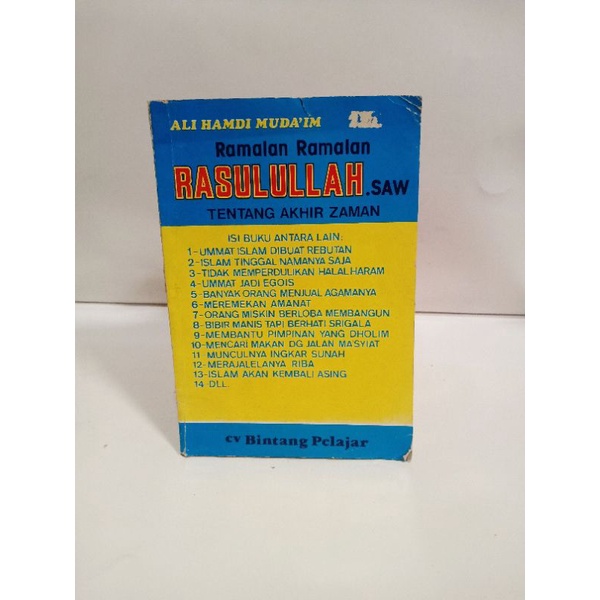 ALI HAMDI MUDA'IM
Ramalan Ramalan
RASULULLAH.SAW
TENTANG AKHIR ZAMAN
ISI BUKU ANTARA LAIN:
1-UMMAT ISLAM DIBUAT REBUTAN
2-ISLAM TINGGAL NAMANYA SAJA
3-TIDAK MEMPERDULIKAN HALALHARAM
4-UMMAT JADI EGOIS
5-BANYAK ORANG MENJUAL AGAMANYA
6-MEREMEKAN AMANAT
7-ORANG MISKIN BERLOBA MEMBANGUN
8-BIBIR MANIS TAPI BERHATI SRIGALA
9-MEMBANTU PIMPINAN YANG DHOLIM
10-MENCARI MAKAN DG JALAN MA'SYIAT
11 MUNCULNYA INGKAR SUNAH
12-MERAJALELANYA RIBA
13-ISLAM AKAN KEMBALI ASING
14-DLL.
cv Bintang Pelajar